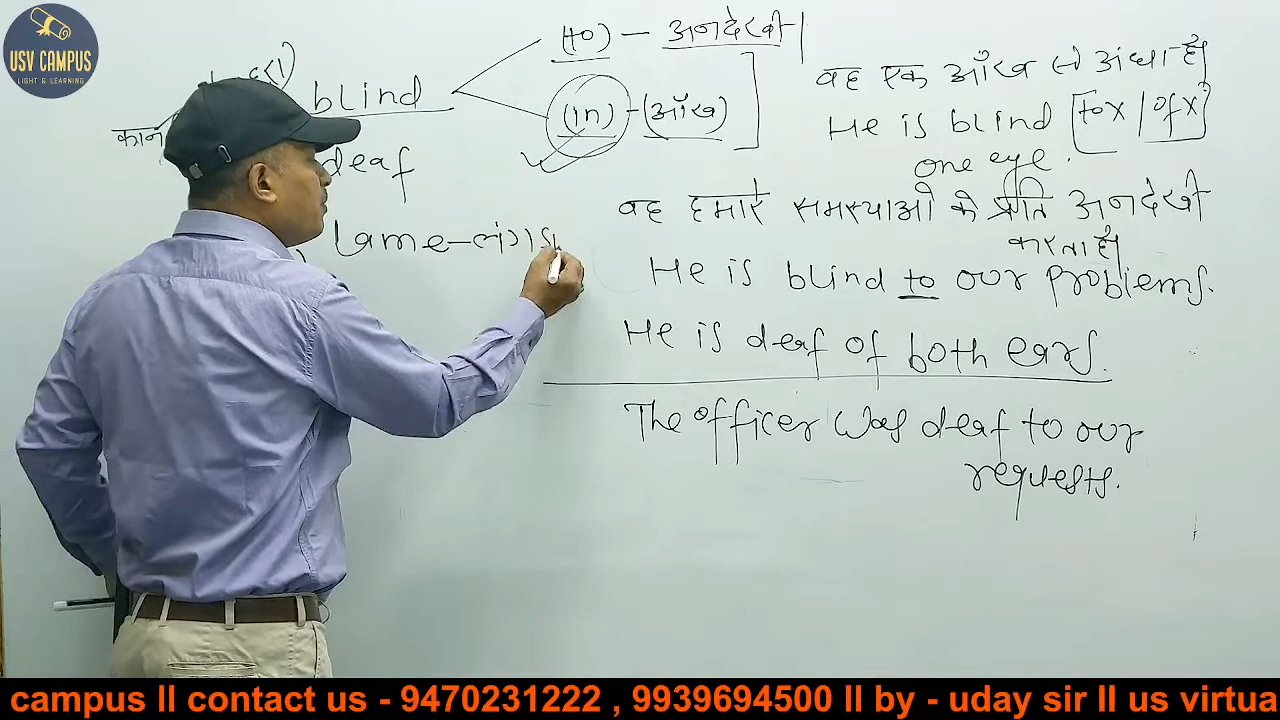 USV CAMPUS
LIGHT & LEARNING
blind
(to) - अनदेखी
(in) - (आँख)
deaf
कान
Lame - लंगड़ा
वह एक आँख से अंधा है।
He is blind [to x / of x]
one eye.
वह हमारे समस्याओं के प्रति अनदेखी
करता है।
He is blind to our problems.
He is deaf of both ears.
The officer was deaf to our
requests.
campus ll contact us - 9470231222 , 9939694500 ll by - uday sir ll us virtua